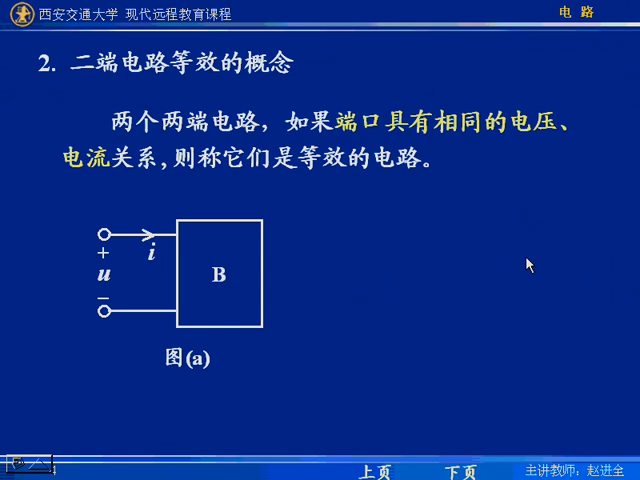 西安交通大学 现代远程教育课程
电 路
2. 二端电路等效的概念
两个两端电路，如果端口具有相同的电压、
电流关系,则称它们是等效的电路。
+
i
u
B
−
图(a)
上页 下页
主讲教师：赵进全